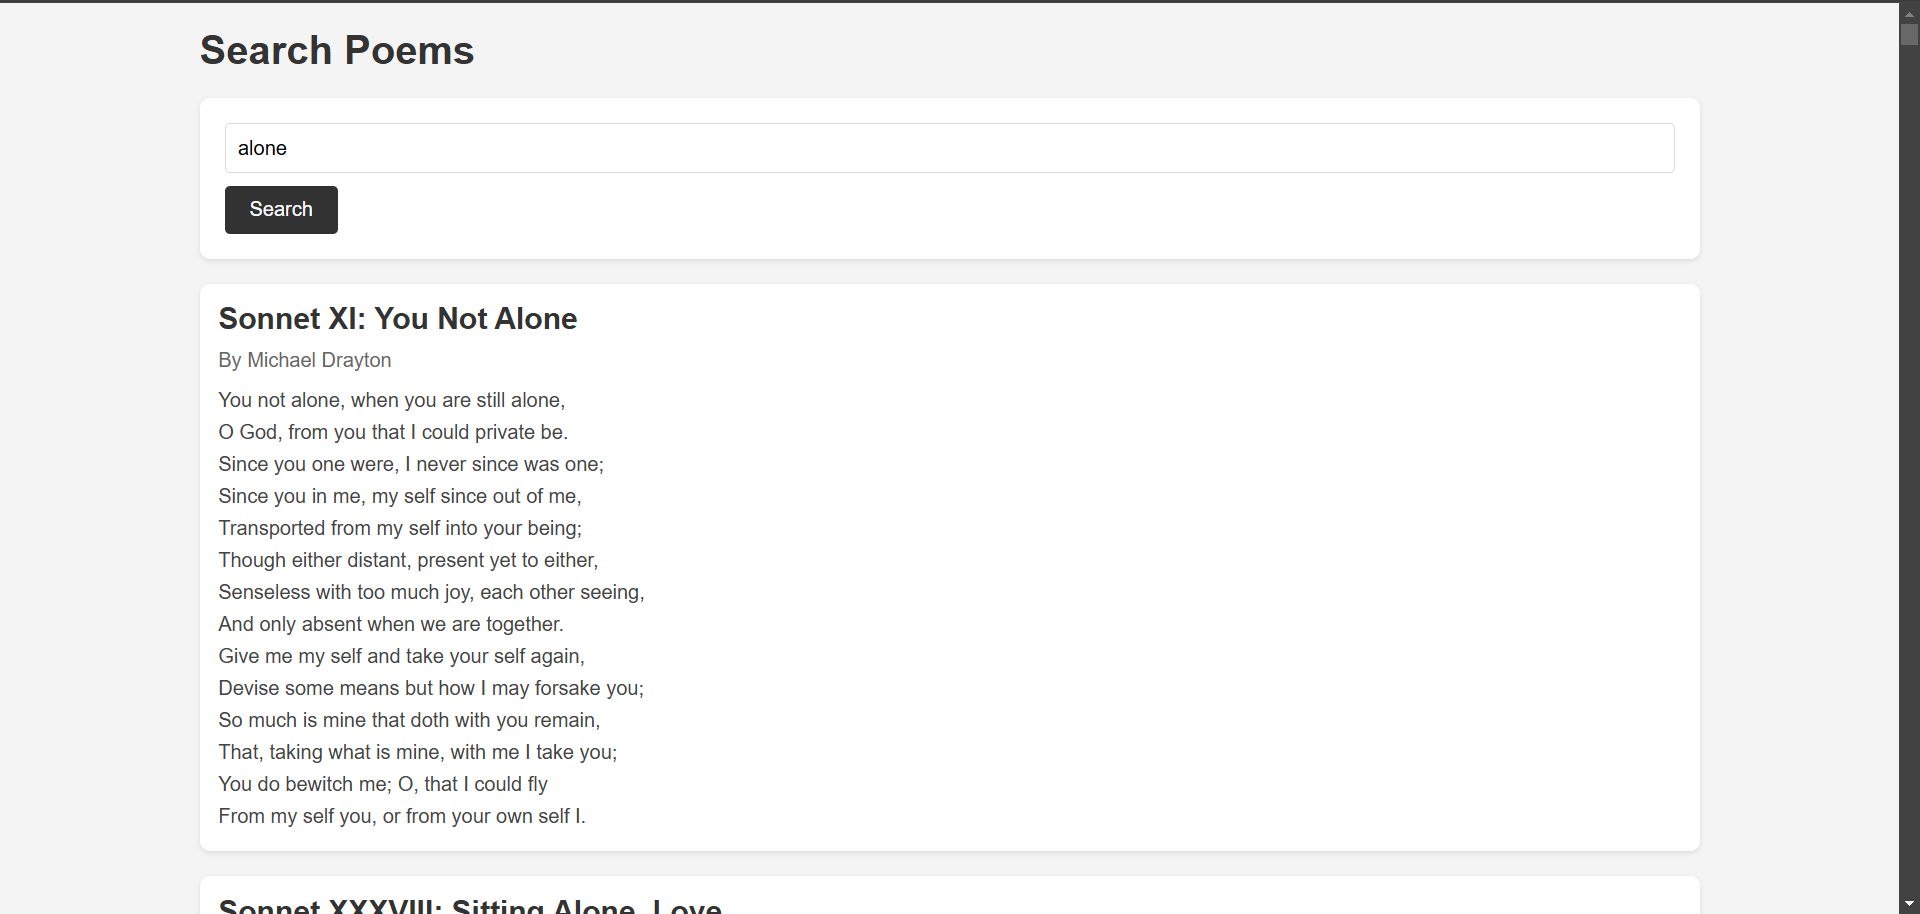 Search Poems
alone
Search
Sonnet XI: You Not Alone
By Michael Drayton
You not alone, when you are still alone,
O God, from you that I could private be.
Since you one were, I never since was one;
Since you in me, my self since out of me,
Transported from my self into your being;
Though either distant, present yet to either,
Senseless with too much joy, each other seeing,
And only absent when we are together.
Give me my self and take your self again,
Devise some means but how I may forsake you;
So much is mine that doth with you remain,
That, taking what is mine, with me I take you;
You do bewitch me; O, that I could fly
From my self you, or from your own self I.
Sonnet XXXVIII: Sitting Alone, Love